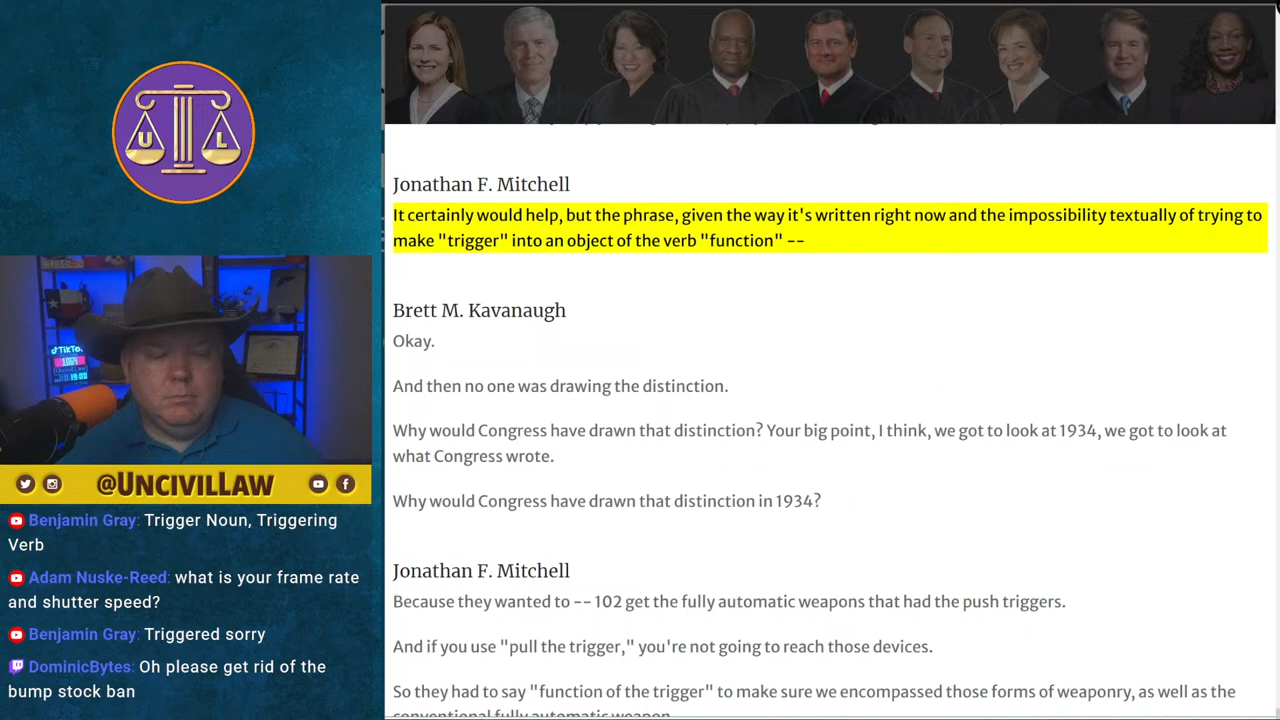 U L
Jonathan F. Mitchell
It certainly would help, but the phrase, given the way it's written right now and the impossibility textually of trying to
make "trigger" into an object of the verb "function" --
Brett M. Kavanaugh
Okay.
And then no one was drawing the distinction.
Why would Congress have drawn that distinction? Your big point, I think, we got to look at 1934, we got to look at
what Congress wrote.
Why would Congress have drawn that distinction in 1934?
Jonathan F. Mitchell
Because they wanted to -- 102 get the fully automatic weapons that had the push triggers.
And if you use "pull the trigger," you're not going to reach those devices.
So they had to say "function of the trigger" to make sure we encompassed those forms of weaponry, as well as the
conventional fully automatic weapon.
TikTok
@UNCIVILLAW
Benjamin Gray: Trigger Noun, Triggering
Verb
Adam Nuske-Reed: what is your frame rate
and shutter speed?
Benjamin Gray: Triggered sorry
DominicBytes: Oh please get rid of the
bump stock ban